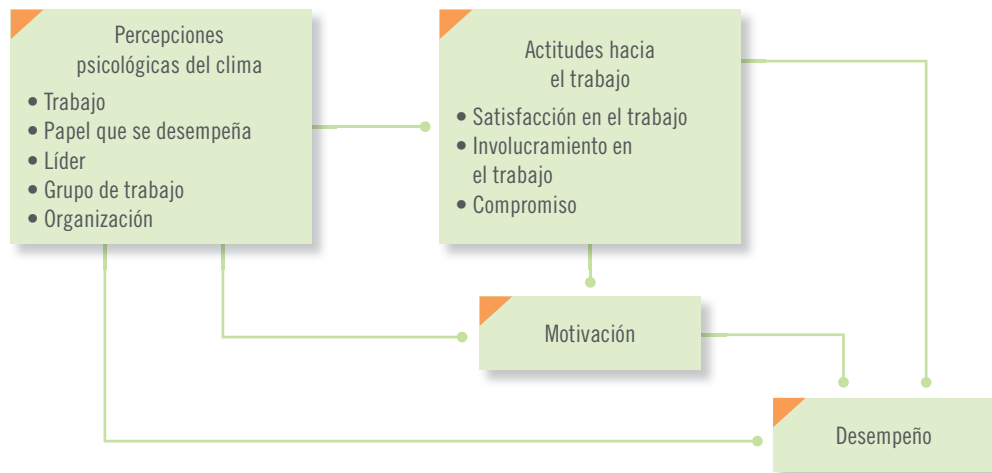 Percepciones
psicológicas del clima
• Trabajo
• Papel que se desempeña
• Líder
• Grupo de trabajo
• Organización
Actitudes hacia
el trabajo
• Satisfacción en el trabajo
• Involucramiento en
el trabajo
• Compromiso
Motivación
Desempeño